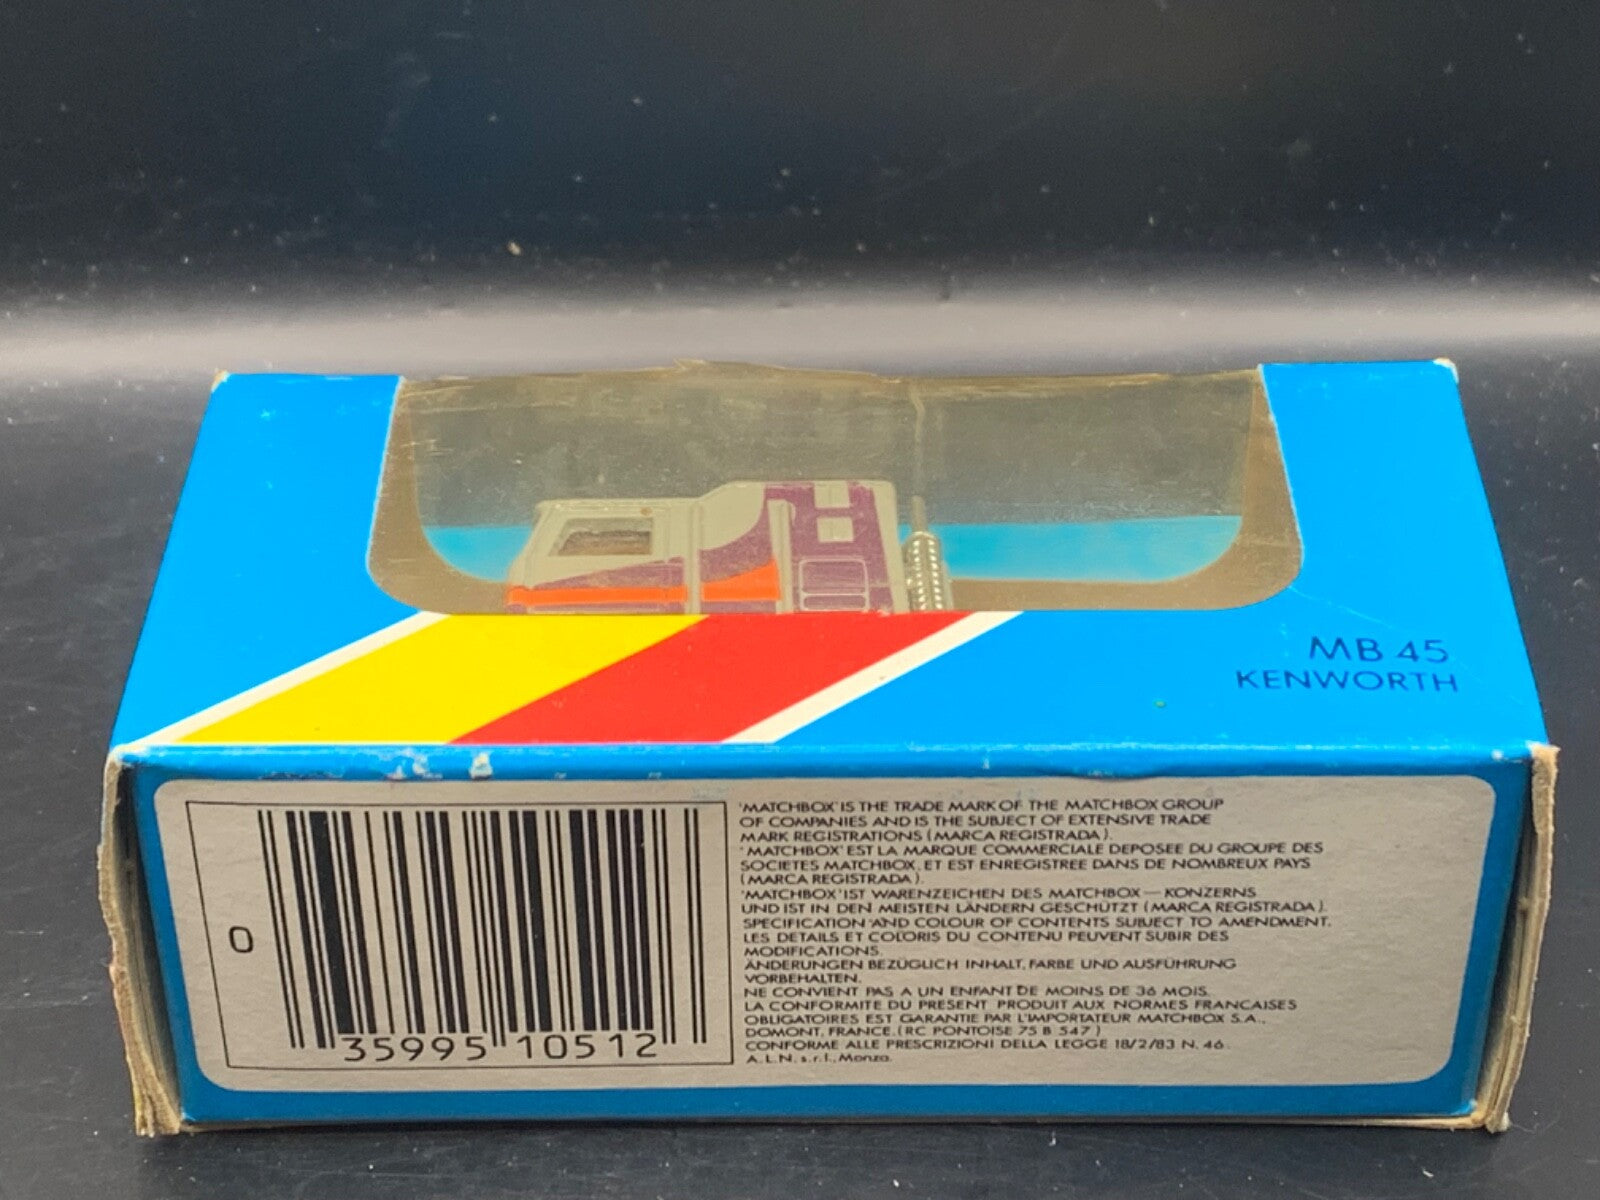 MB 45
KENWORTH
0 35995 10512
'MATCHBOX' IS THE TRADE MARK OF THE MATCHBOX GROUP
OF COMPANIES AND IS THE SUBJECT OF EXTENSIVE TRADE
MARK REGISTRATIONS (MARCA REGISTRADA).
'MATCHBOX' EST LA MARQUE COMMERCIALE DEPOSEE DU GROUPE DES
SOCIETES MATCHBOX, ET EST ENREGISTREE DANS DE NOMBREUX PAYS
(MARCA REGISTRADA).
'MATCHBOX' IST WARENZEICHEN DES MATCHBOX — KONZERNS
UND IST IN DEN MEISTEN LÄNDERN GESCHÜTZT (MARCA REGISTRADA).
SPECIFICATION AND COLOUR OF CONTENTS SUBJECT TO AMENDMENT.
LES DETAILS ET COLORIS DU CONTENU PEUVENT SUBIR DES
MODIFICATIONS.
ÄNDERUNGEN BEZÜGLICH INHALT, FARBE UND AUSFÜHRUNG
VORBEHALTEN.
NE CONVIENT PAS A UN ENFANT DE MOINS DE 36 MOIS.
LA CONFORMITE DU PRESENT PRODUIT AUX NORMES FRANCAISES
OBLIGATOIRES EST GARANTIE PAR L'IMPORTATEUR MATCHBOX S.A.,
DOMONT, FRANCE. (RC PONTOISE 75 B 547)
CONFORME ALLE PRESCRIZIONI DELLA LEGGE 18/2/83 N. 46.
A.L.N. s.r.l., Monza.